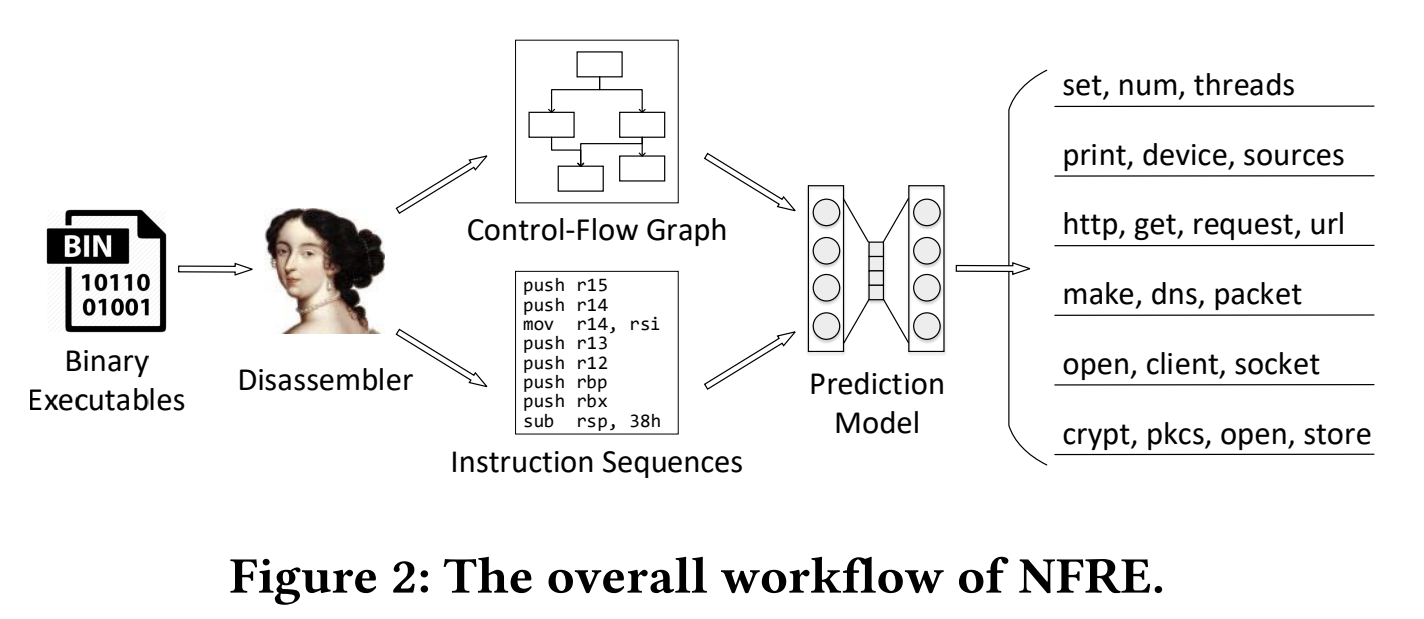 BIN
10110
01001
Binary
Executables
Disassembler
Control-Flow Graph
push r15
push r14
mov  r14, rsi
push r13
push r12
push rbp
push rbx
sub  rsp, 38h
Instruction Sequences
Prediction
Model
set, num, threads
print, device, sources
http, get, request, url
make, dns, packet
open, client, socket
crypt, pkcs, open, store
Figure 2: The overall workflow of NFRE.